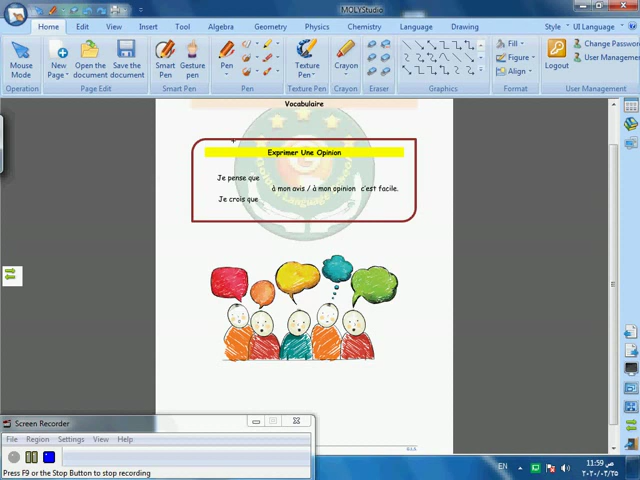 MOLYStudio
Home View Insert Tool Algebra Geometry Physics Chemistry Language Drawing Style UI Language
Mouse Mode
New Page
Open the document
Save the document
Smart Pen
Gesture pen
Pen
Texture Pen
Crayon
Fill
Figure
Align
Logout
Change Password
User Management
Operation Page Edit Smart Pen Pen Texture Pen Crayon Eraser Graphics Format User Management
Vocabulaire
Exprimer Une Opinion
Je pense que
à mon avis / à mon opinion c'est facile.
Je crois que
Screen Recorder
File Region Settings View Help
Press F9 or the Stop Button to stop recording
EN
11:59 ص
٢٠٢٠/٠٣/٢٥